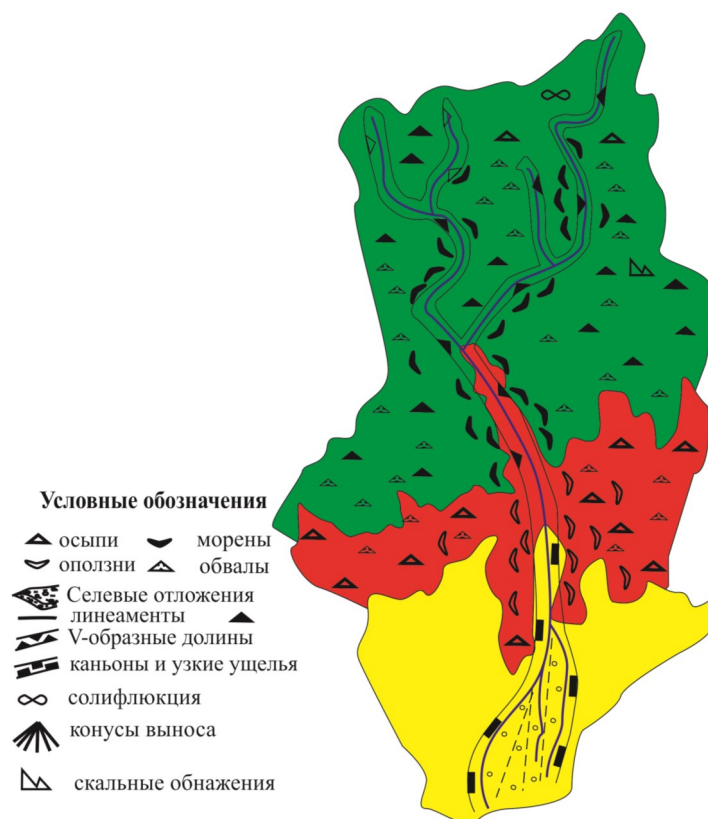 Условные обозначения
осыпи морены
оползни обвалы
Селевые отложения
линеаменты
V-образные долины
каньоны и узкие ущелья
солифлюкция
конусы выноса
скальные обнажения